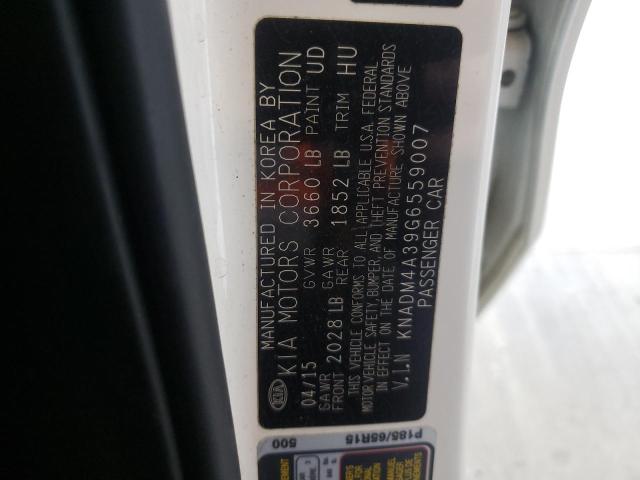 MANUFACTURED IN KOREA BY
KIA MOTORS CORPORATION
04/15 GVWR 3660 LB PAINT UD
GAWR FRONT 2028 LB GAWR REAR 1852 LB TRIM HU
THIS VEHICLE CONFORMS TO ALL APPLICABLE U.S.A. FEDERAL
MOTOR VEHICLE SAFETY, BUMPER, AND THEFT PREVENTION STANDARDS
IN EFFECT ON THE DATE OF MANUFACTURE SHOWN ABOVE
V.I.N KNADM4A39G6559007
PASSENGER CAR
KIA
P185/65R15
500